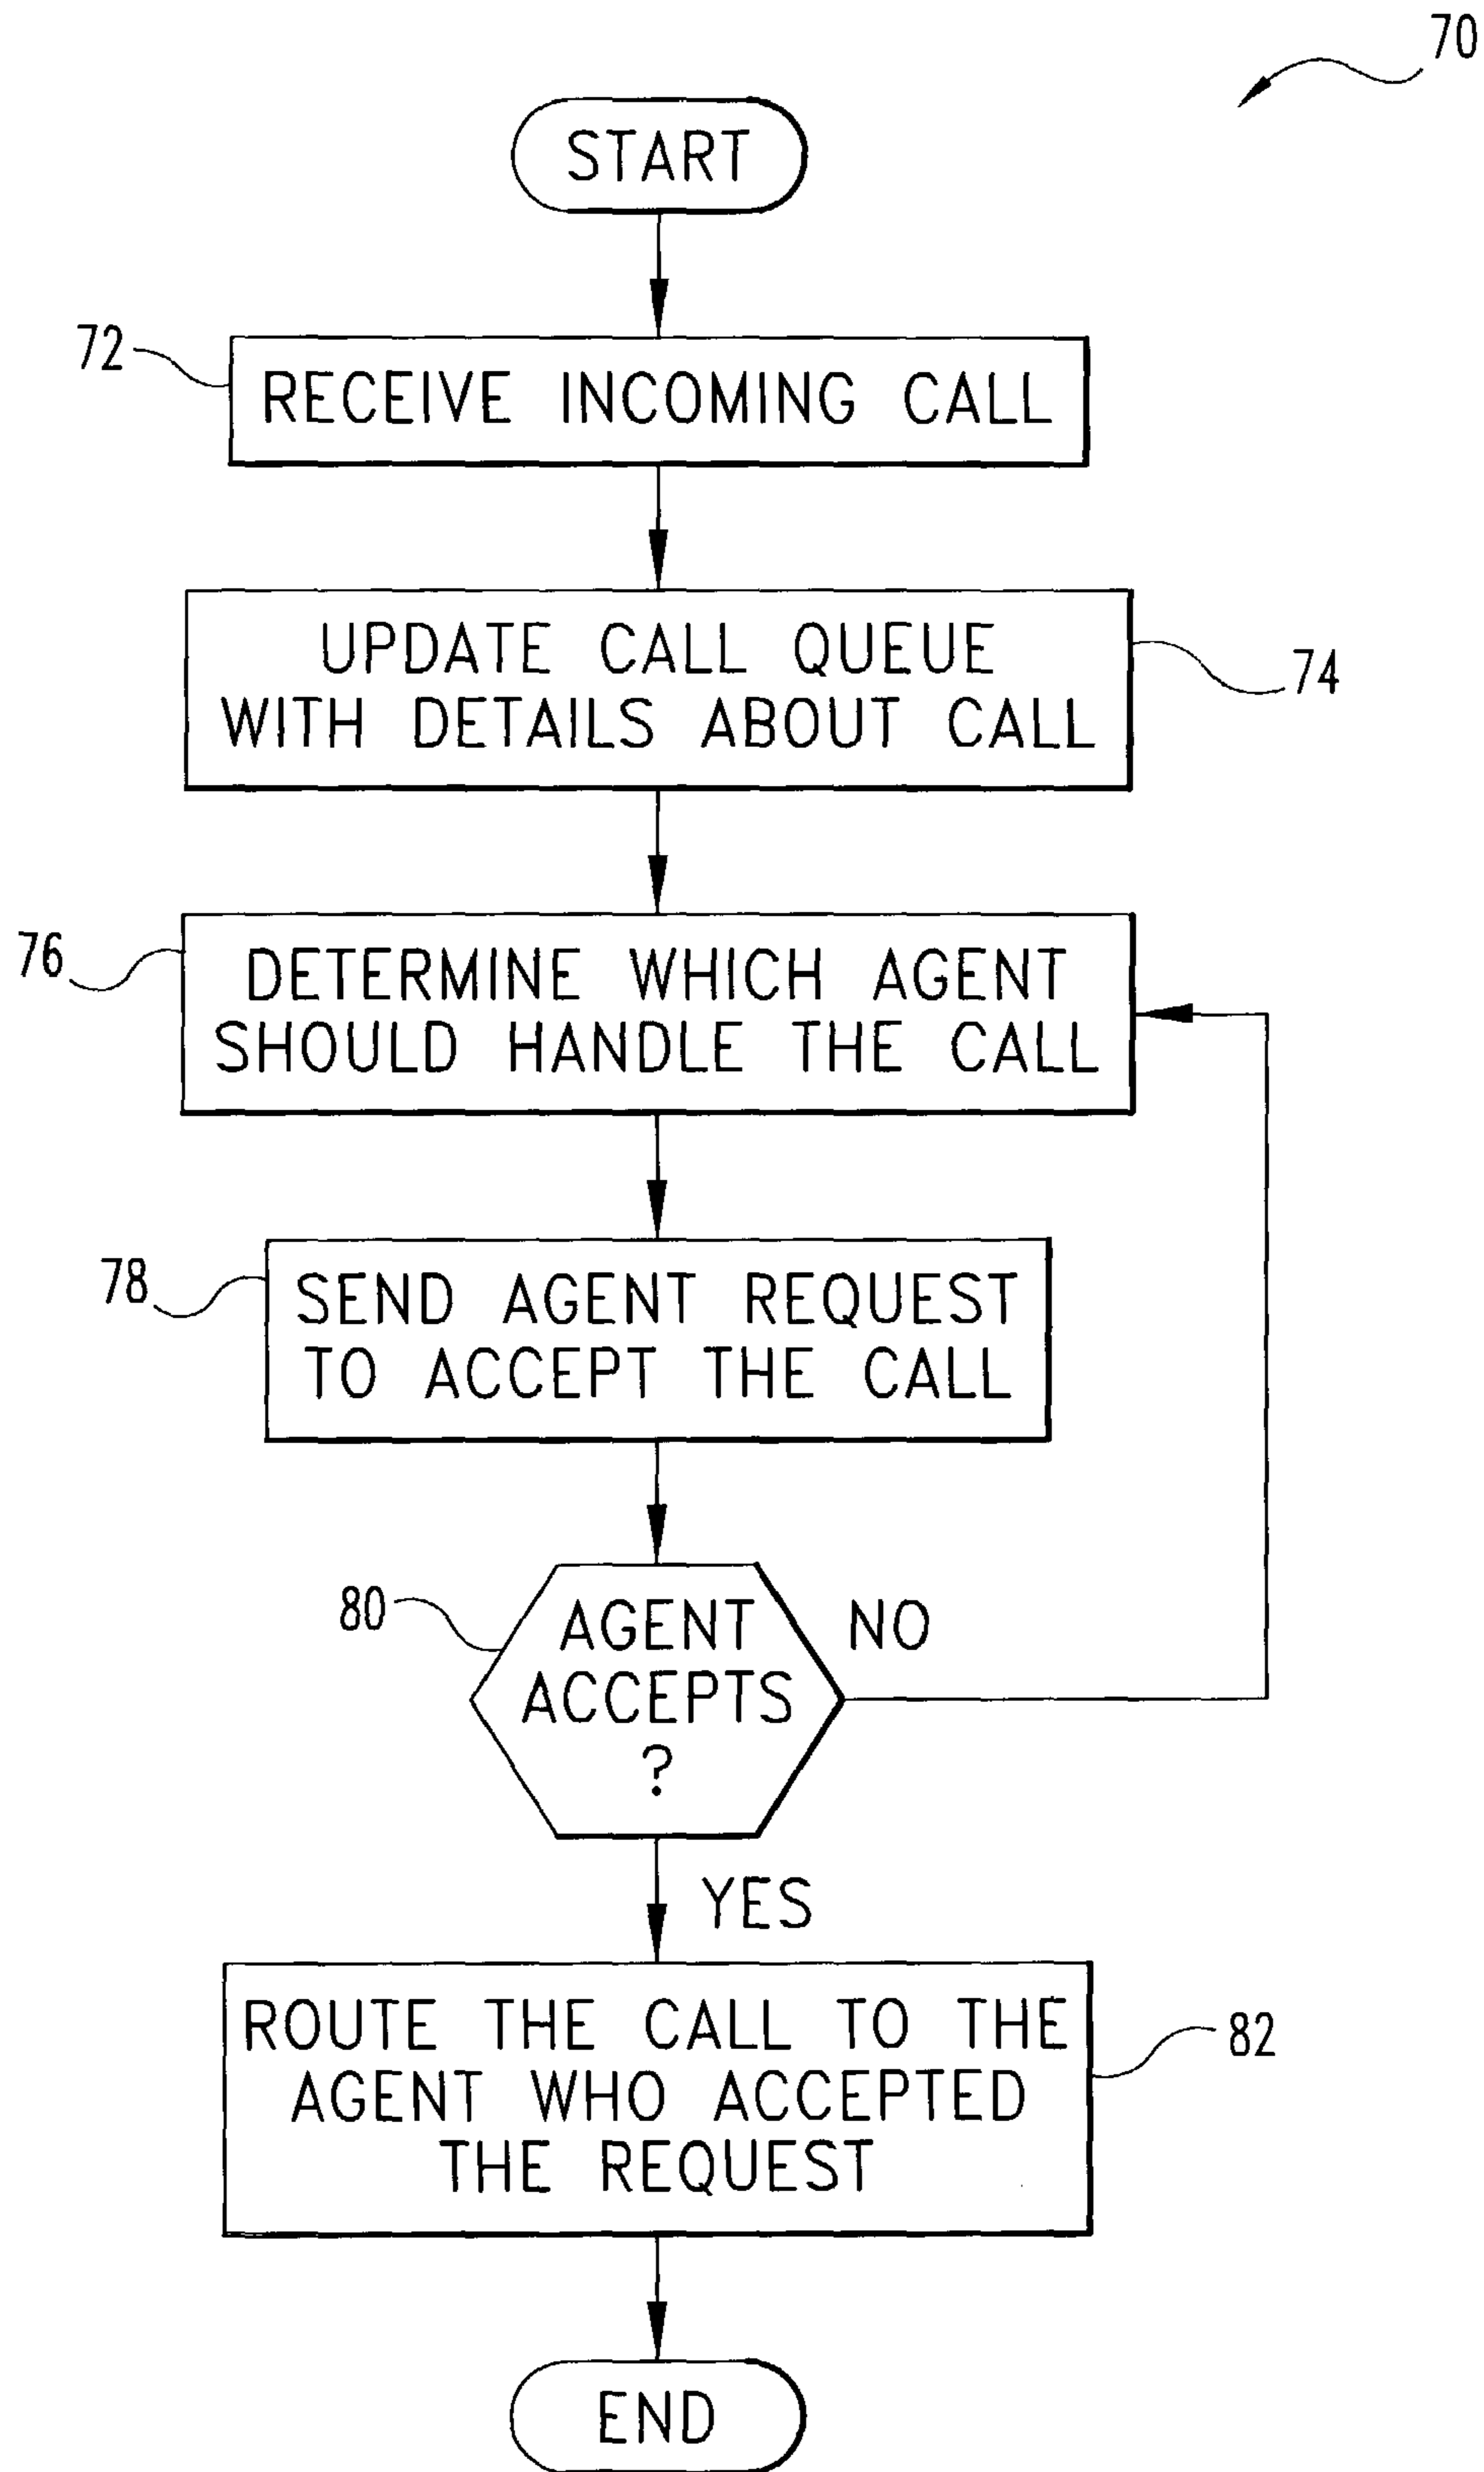 70
START
72
RECEIVE INCOMING CALL
UPDATE CALL QUEUE
WITH DETAILS ABOUT CALL
74
76
DETERMINE WHICH AGENT
SHOULD HANDLE THE CALL
78
SEND AGENT REQUEST
TO ACCEPT THE CALL
80
AGENT
ACCEPTS
?
NO
YES
ROUTE THE CALL TO THE
AGENT WHO ACCEPTED
THE REQUEST
82
END